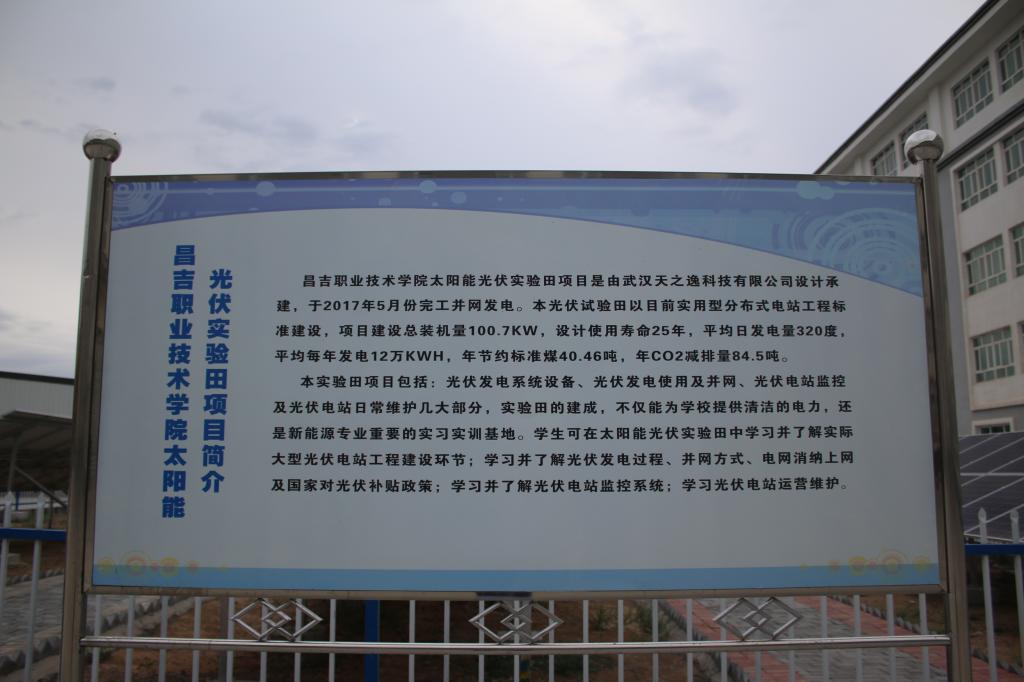 昌吉职业技术学院太阳能
光伏实验田项目简介
昌吉职业技术学院太阳能光伏实验田项目是由武汉天之逸科技有限公司设计承
建，于2017年5月份完工并网发电。本光伏试验田以目前实用型分布式电站工程标
准建设，项目建设总装机量100.7KW，设计使用寿命25年，平均日发电量320度，
平均每年发电12万KWH，年节约标准煤40.46吨，年CO2减排量84.5吨。
本实验田项目包括：光伏发电系统设备、光伏发电使用及并网、光伏电站监控
及光伏电站日常维护几大部分，实验田的建成，不仅能为学校提供清洁的电力，还
是新能源专业重要的实习实训基地。学生可在太阳能光伏实验田中学习并了解实际
大型光伏电站工程建设环节；学习并了解光伏发电过程、并网方式、电网消纳上网
及国家对光伏补贴政策；学习并了解光伏电站监控系统；学习光伏电站运营维护。